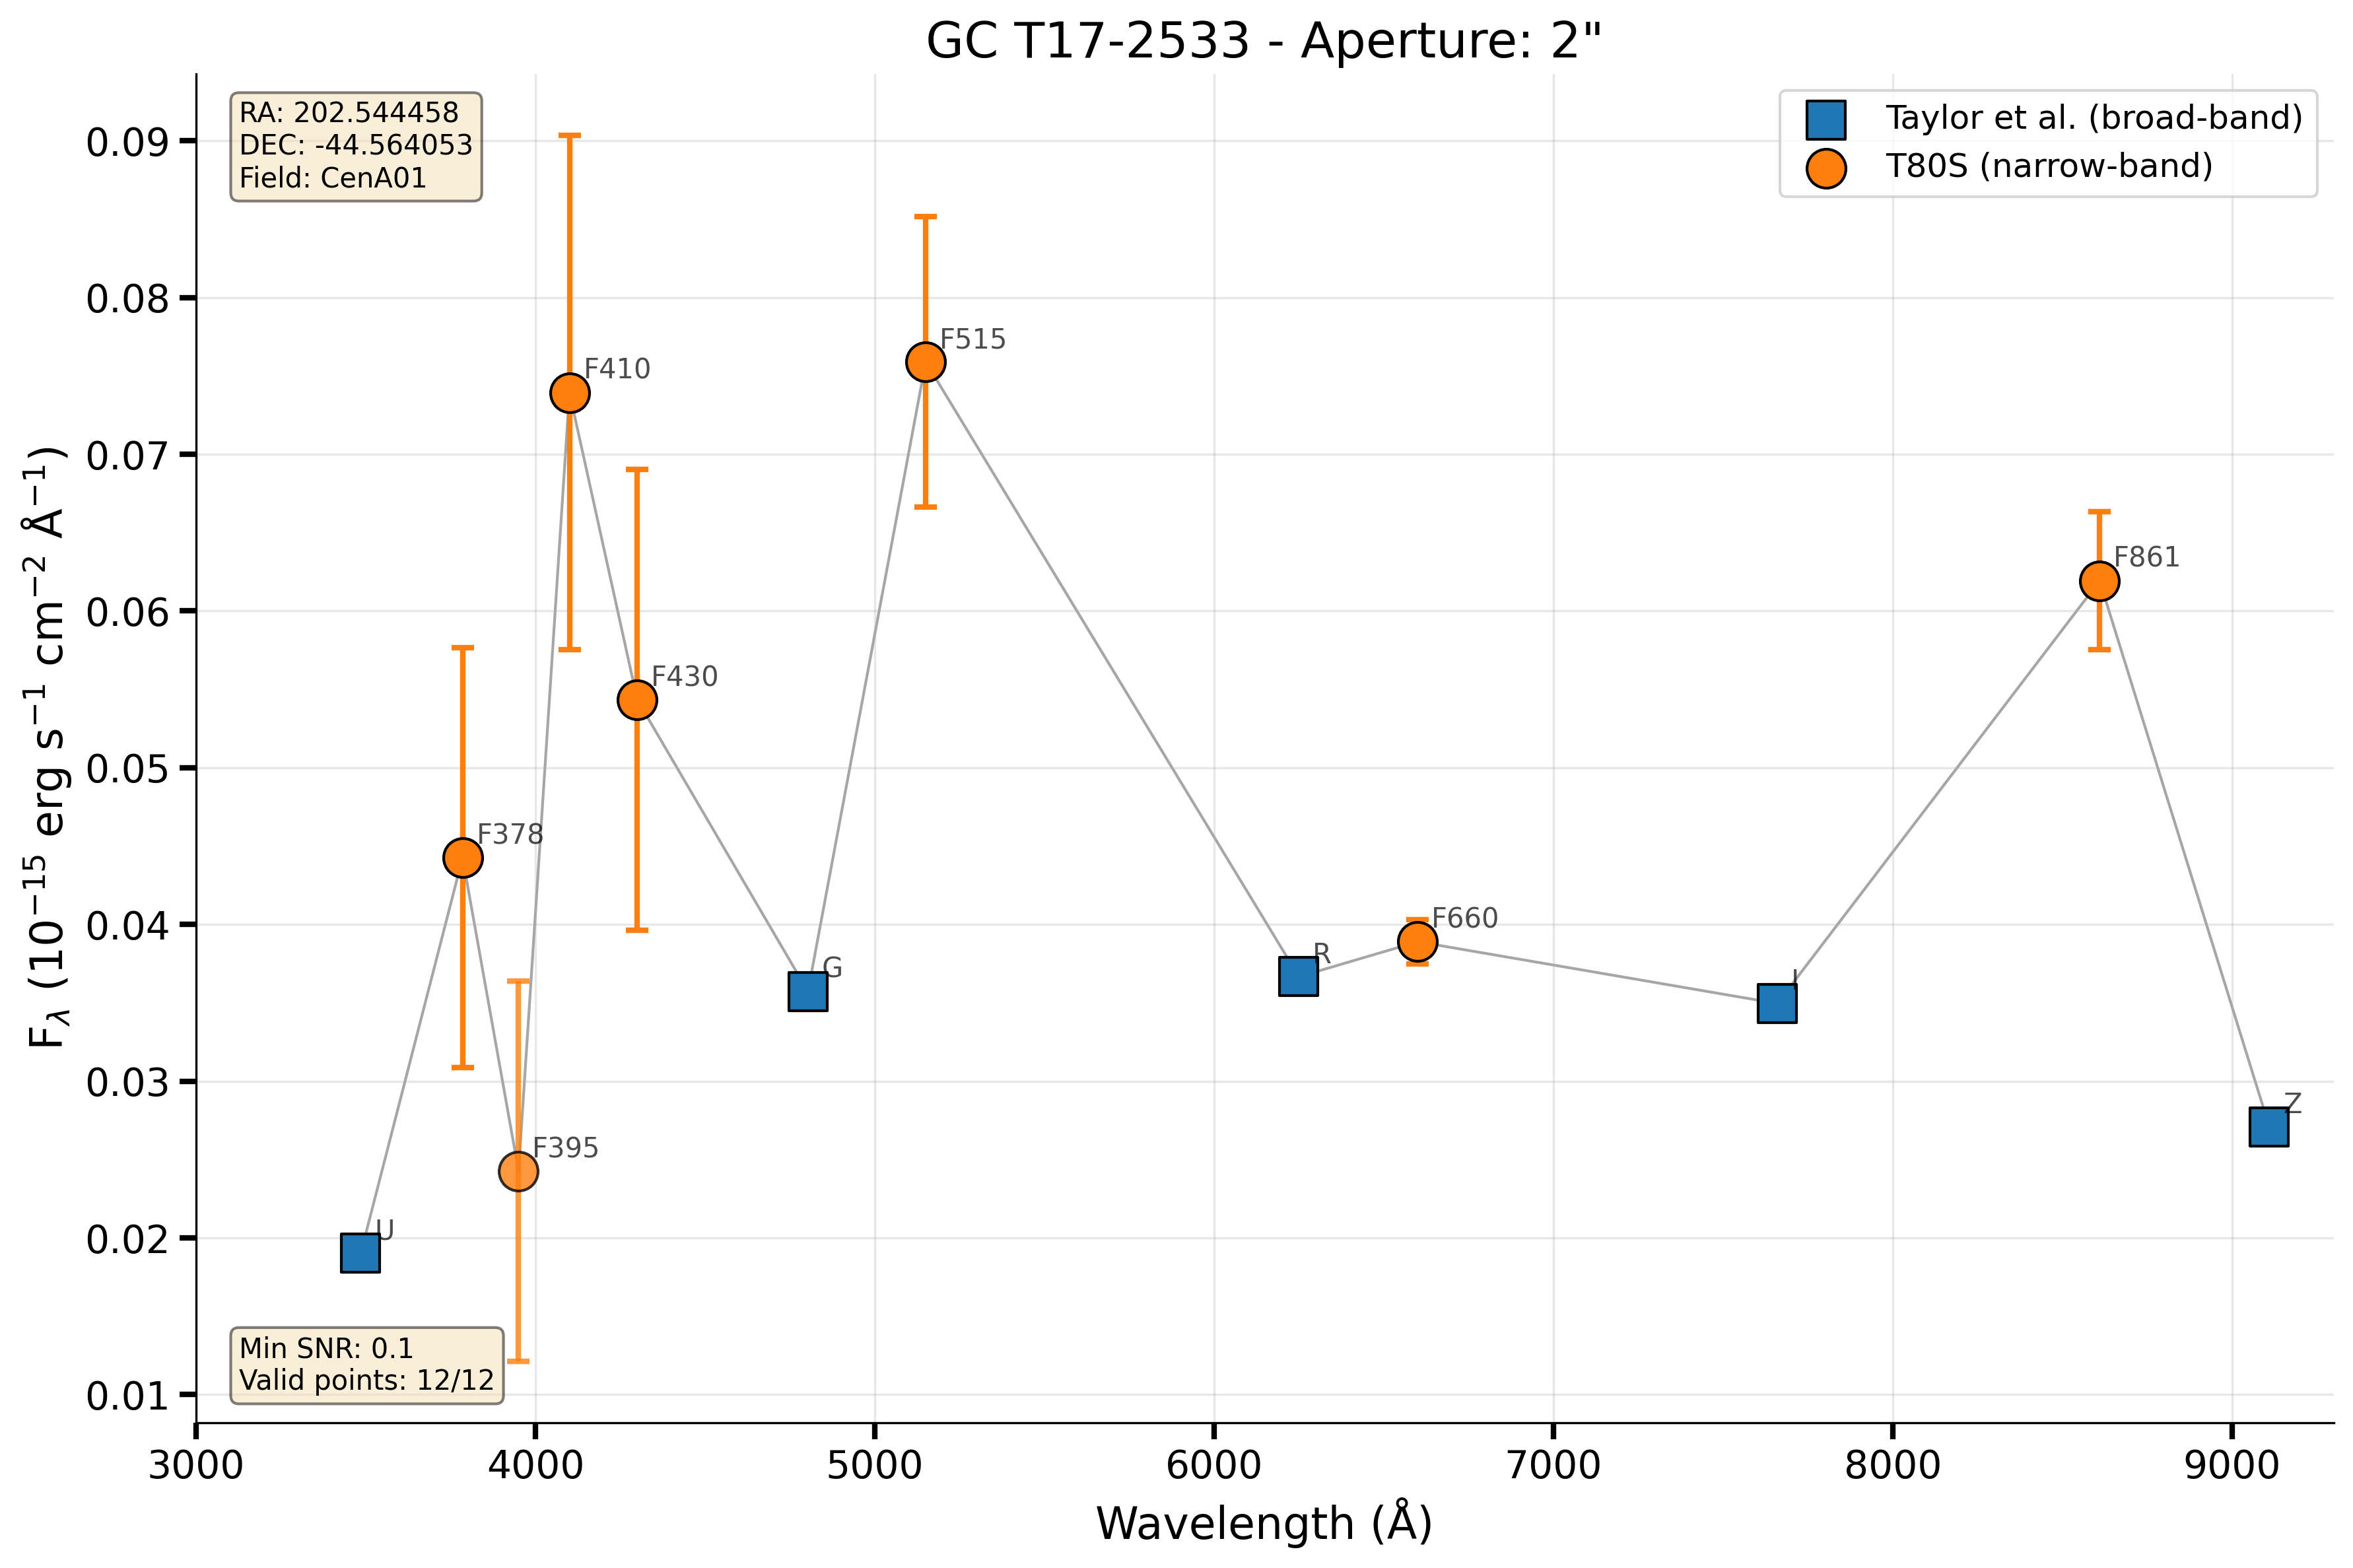 GC T17-2533 - Aperture: 2"
RA: 202.544458
DEC: -44.564053
Field: CenA01
Taylor et al. (broad-band)
T80S (narrow-band)
0.09
0.08
0.07
0.06
0.05
0.04
0.03
0.02
0.01
F_λ (10⁻¹⁵ erg s⁻¹ cm⁻² Å⁻¹)
F410
F515
F861
F430
F378
F660
R
G
I
F395
Z
U
Min SNR: 0.1
Valid points: 12/12
3000 4000 5000 6000 7000 8000 9000
Wavelength (Å)